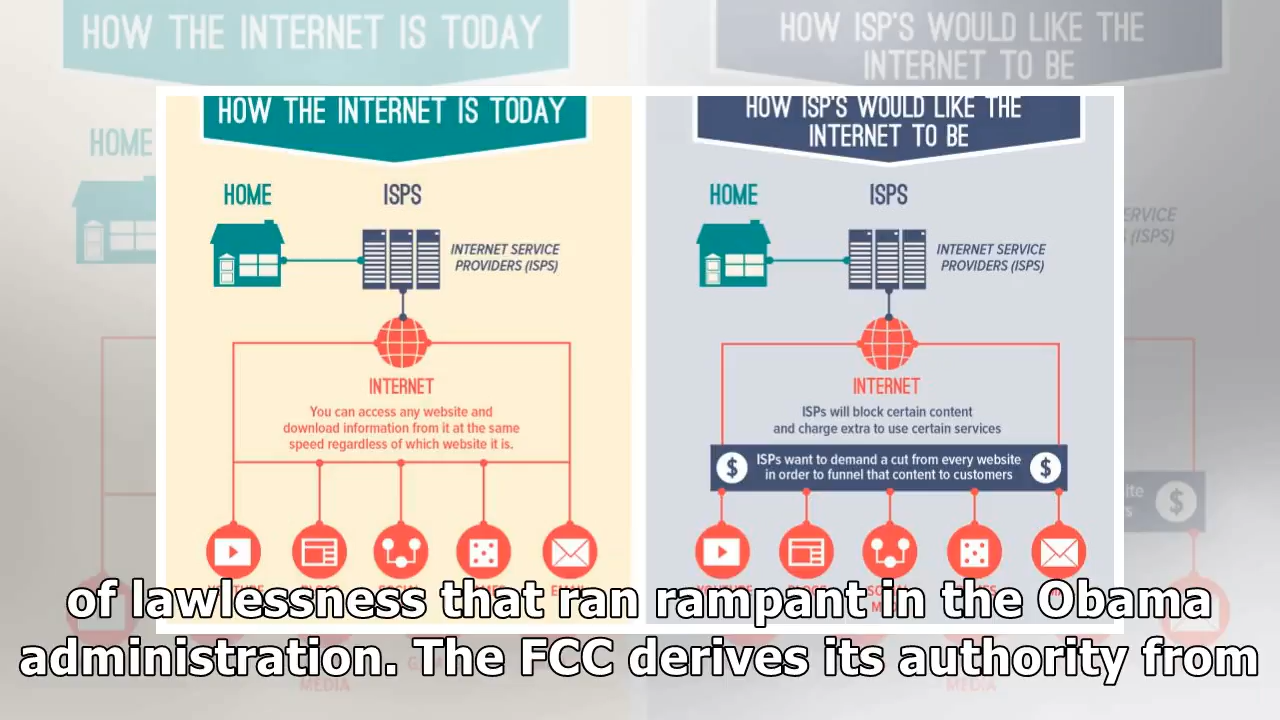 HOW THE INTERNET IS TODAY
HOW ISP'S WOULD LIKE THE
INTERNET TO BE
HOME
HOW THE INTERNET IS TODAY
HOME
ISPS
INTERNET SERVICE
PROVIDERS (ISPS)
INTERNET
You can access any website and
download information from it at the same
speed regardless of which website it is.
HOW ISP'S WOULD LIKE THE
INTERNET TO BE
HOME
ISPS
INTERNET SERVICE
PROVIDERS (ISPS)
INTERNET
ISPs will block certain content
and charge extra to use certain services
$
ISPs want to demand a cut from every website
in order to funnel that content to customers
$
(ISPS)
$
of lawlessness that ran rampant in the Obama
administration. The FCC derives its authority from
MEDIA
MEDIA